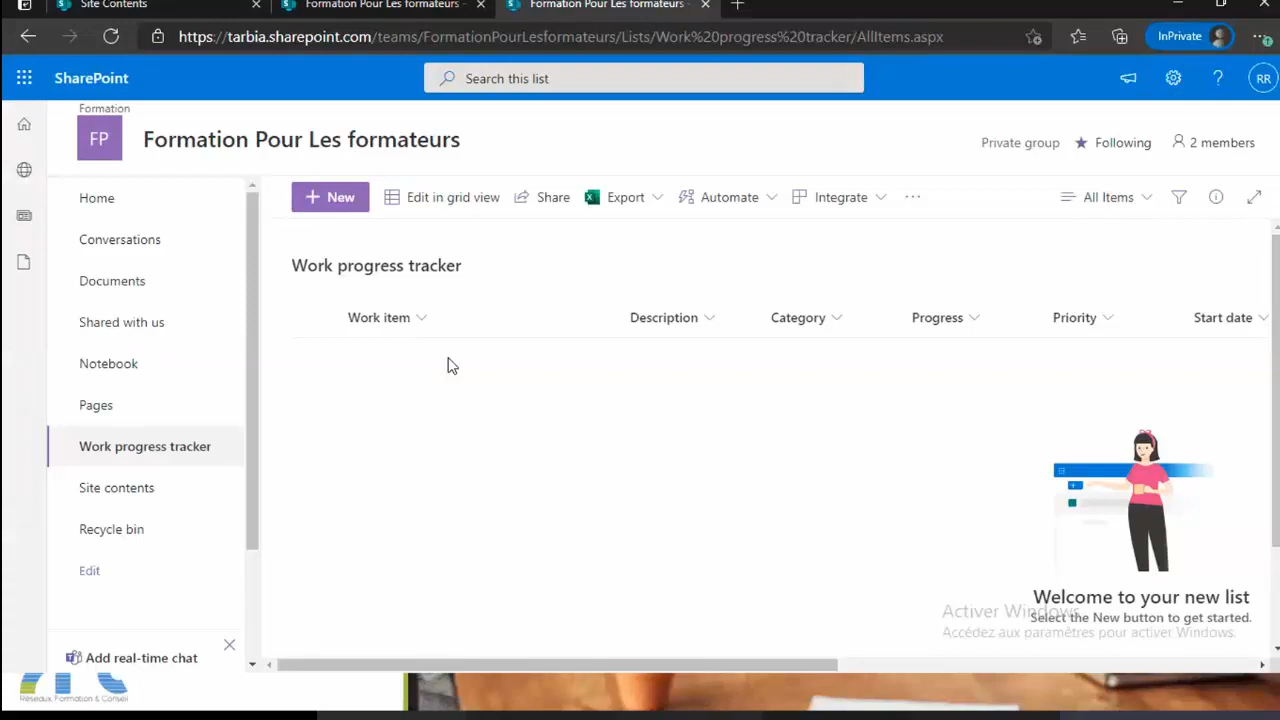 Site Contents
Formation Pour Les formateurs -
Formation Pour Les formateurs -
https://tarbia.sharepoint.com/teams/FormationPourLesformateurs/Lists/Work%20progress%20tracker/AllItems.aspx
InPrivate
SharePoint
Search this list
RR
Formation
FP
Formation Pour Les formateurs
Private group
Following
2 members
Home
Conversations
Documents
Shared with us
Notebook
Pages
Work progress tracker
Site contents
Recycle bin
Edit
Add real-time chat
New
Edit in grid view
Share
Export
Automate
Integrate
All Items
Work progress tracker
Work item
Description
Category
Progress
Priority
Start date
Welcome to your new list
Select the New button to get started.
Activer Windows
Accédez aux paramètres pour activer Windows.
Réseaux, Formation & Conseil